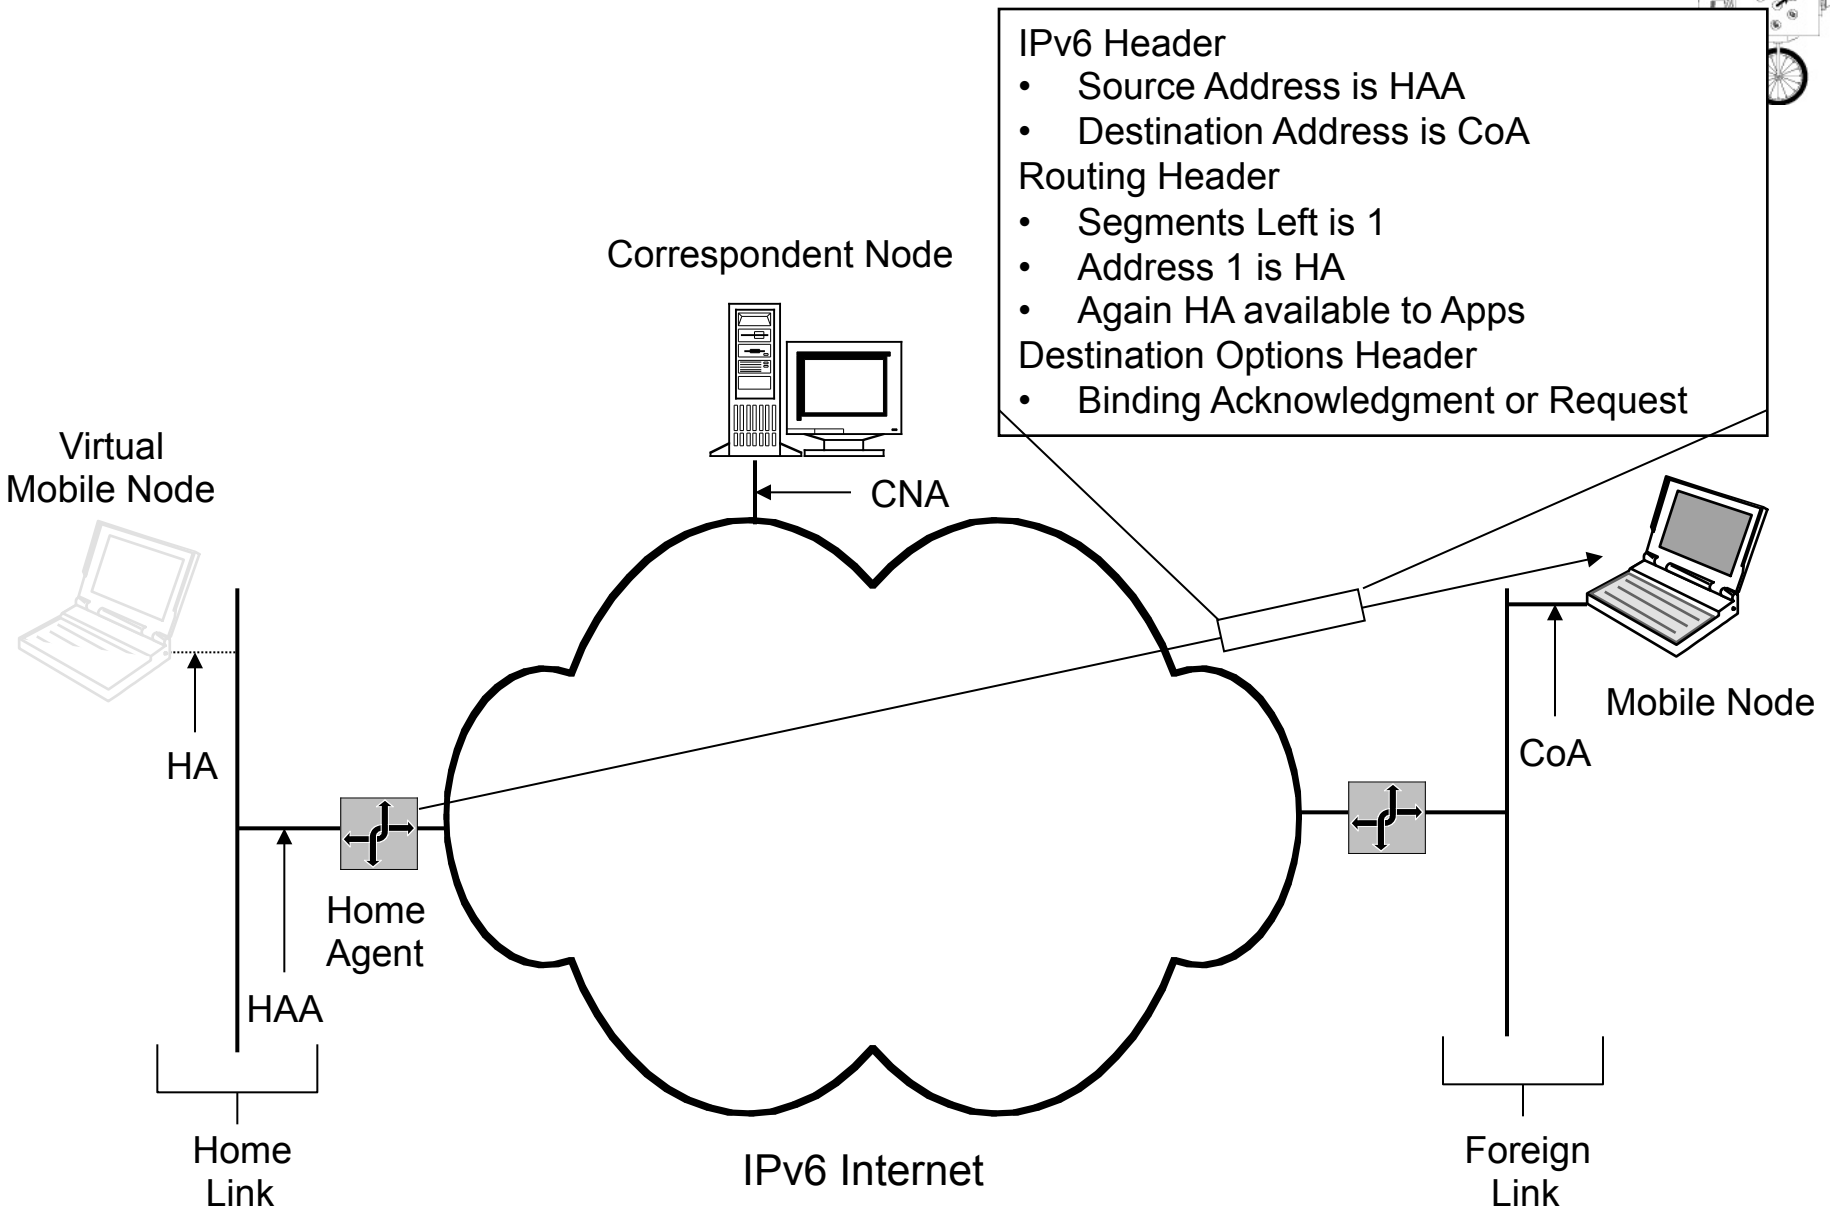 IPv6 Header
• Source Address is HAA
• Destination Address is CoA
Routing Header
• Segments Left is 1
• Address 1 is HA
• Again HA available to Apps
Destination Options Header
• Binding Acknowledgment or Request
Correspondent Node
CNA
Virtual
Mobile Node
HA
Home
Agent
HAA
Home
Link
IPv6 Internet
Mobile Node
CoA
Foreign
Link